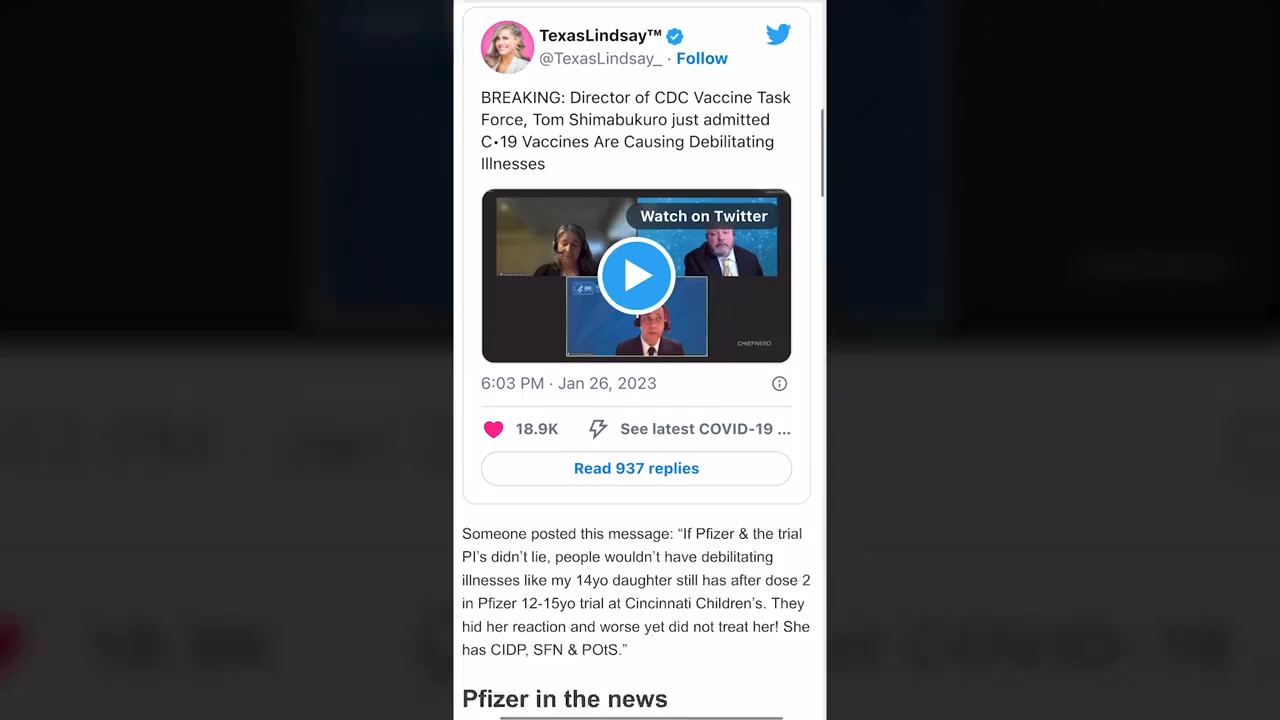 TexasLindsay™
@TexasLindsay_ · Follow
BREAKING: Director of CDC Vaccine Task
Force, Tom Shimabukuro just admitted
C•19 Vaccines Are Causing Debilitating
Illnesses
Watch on Twitter
CHIEFNERD
6:03 PM · Jan 26, 2023
18.9K
See latest COVID-19 ...
Read 937 replies
Someone posted this message: “If Pfizer & the trial
PI’s didn’t lie, people wouldn’t have debilitating
illnesses like my 14yo daughter still has after dose 2
in Pfizer 12-15yo trial at Cincinnati Children’s. They
hid her reaction and worse yet did not treat her! She
has CIDP, SFN & POtS.”
Pfizer in the news